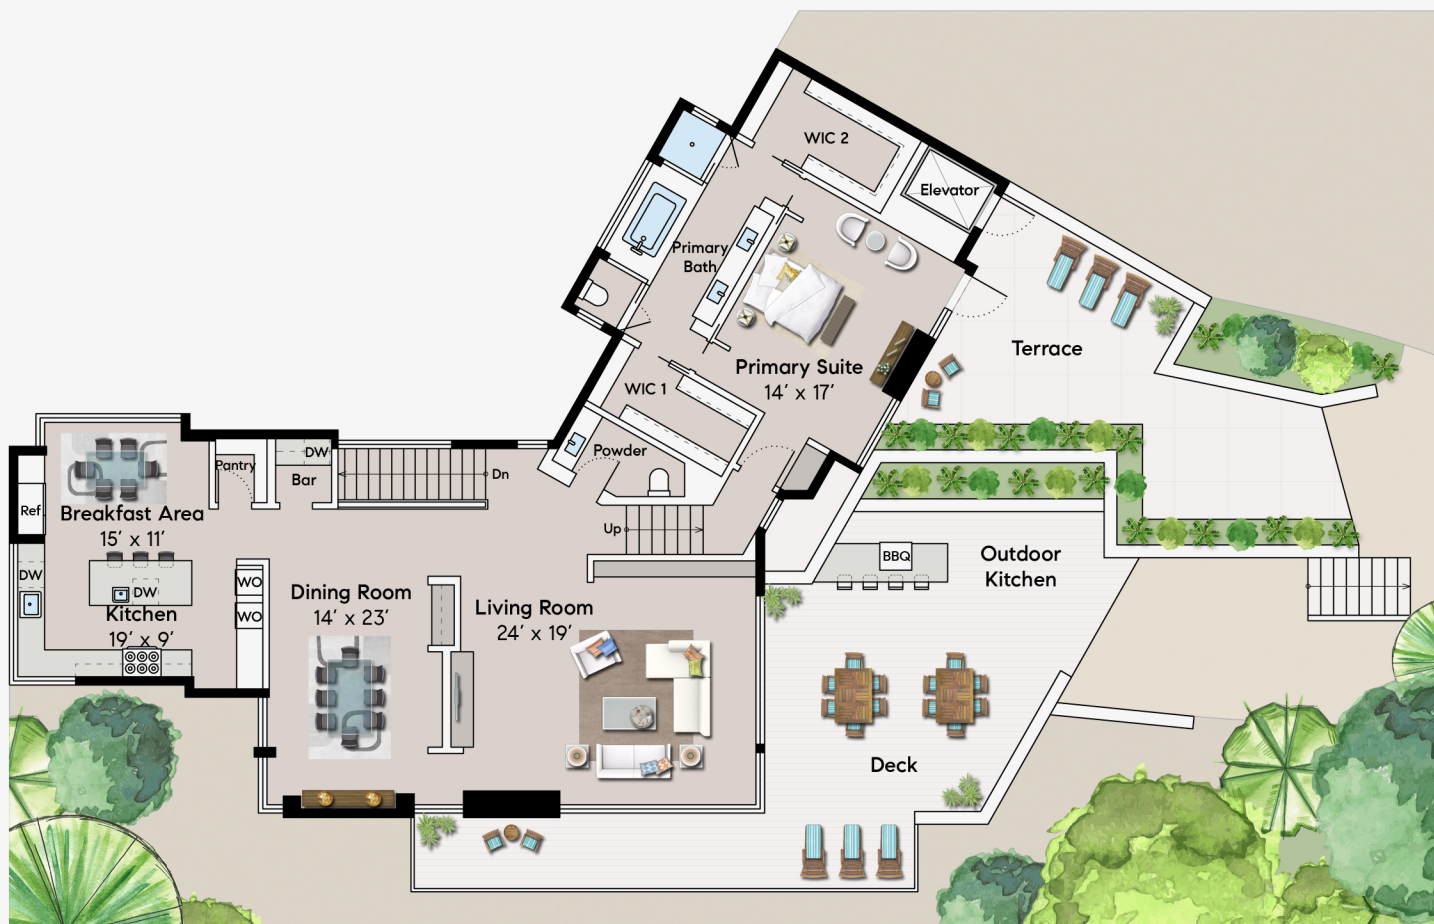 WIC 2
Elevator
Primary
Bath
Terrace
Primary Suite
14’ x 17’
WIC 1
Powder
DW
Pantry
Bar
Dn
Ref
Breakfast Area
15’ x 11’
Up
BBQ
Outdoor
Kitchen
DW
DW
WO
WO
Kitchen
19’ x 9’
Dining Room
14’ x 23’
Living Room
24’ x 19’
Deck